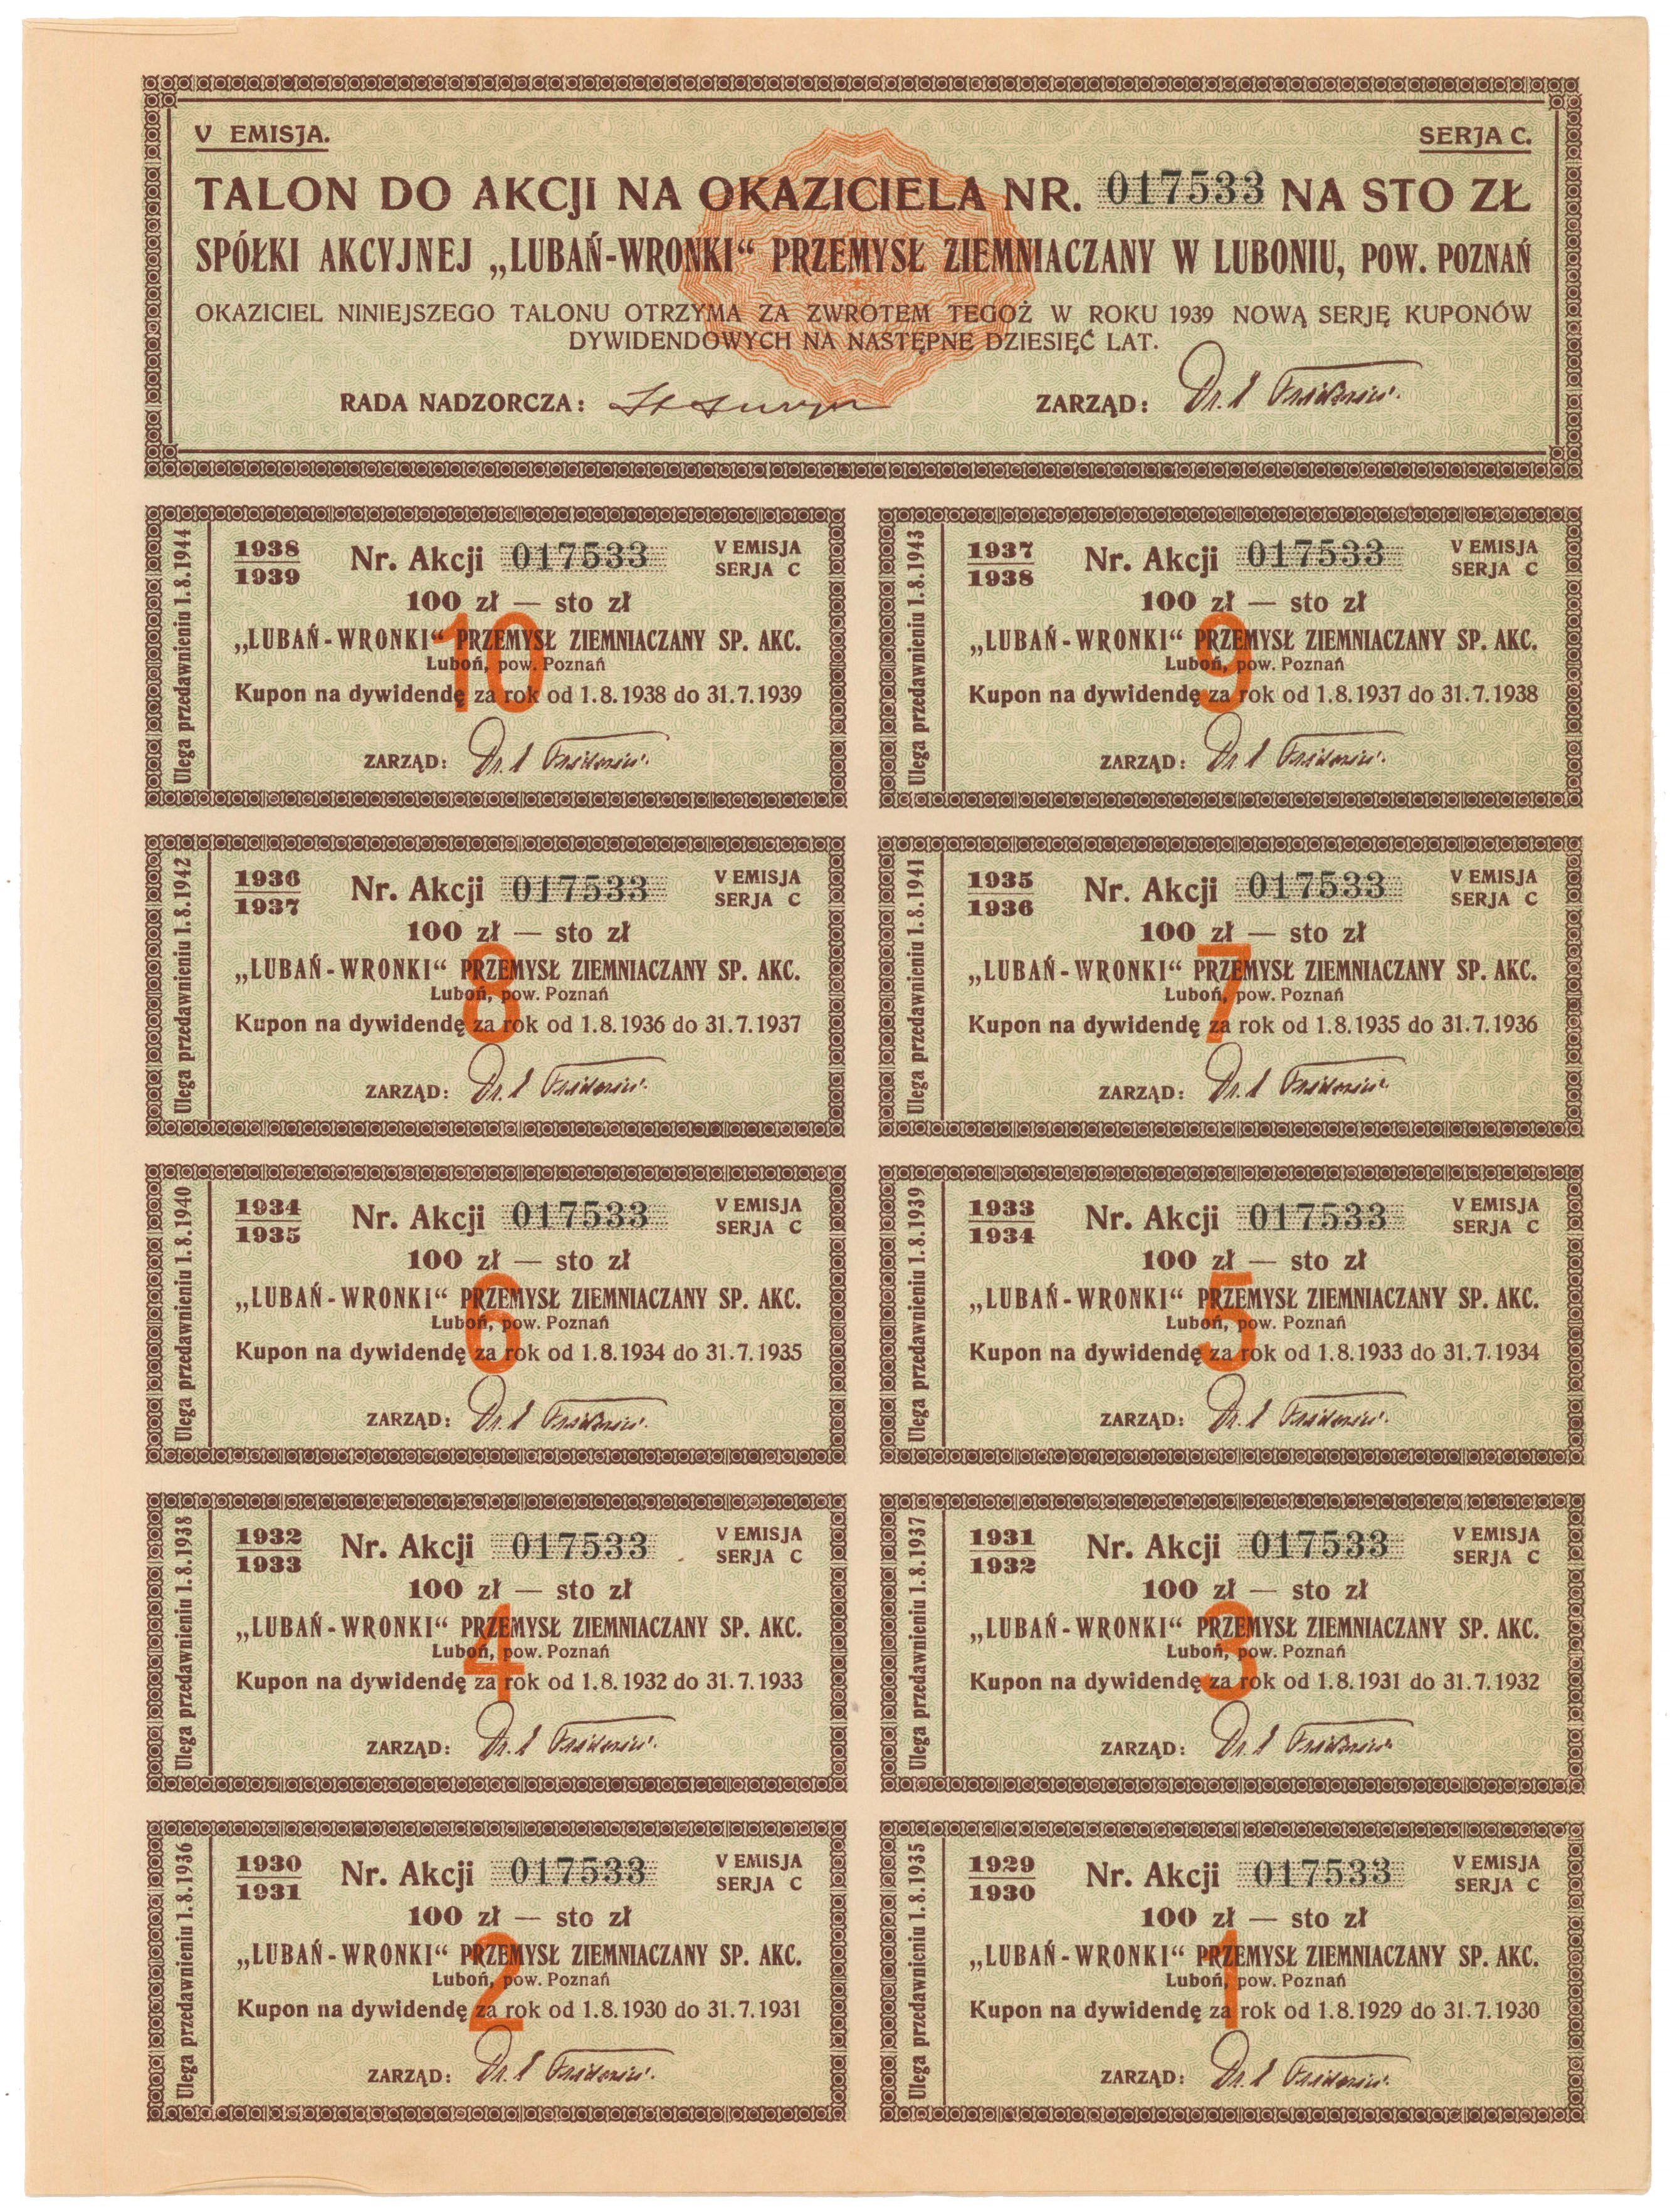 V EMISJA.
SERJA C.
TALON DO AKCJI NA OKAZICIELA NR. 017533 NA STO ZŁ
SPÓŁKI AKCYJNEJ „LUBAŃ-WRONKI“ PRZEMYSŁ ZIEMNIACZANY W LUBONIU, POW. POZNAŃ
OKAZICIEL NINIEJSZEGO TALONU OTRZYMA ZA ZWROTEM TEGOŻ W ROKU 1939 NOWĄ SERJĘ KUPONÓW
DYWIDENDOWYCH NA NASTĘPNE DZIESIĘĆ LAT.
RADA NADZORCZA:
ZARZĄD: Dr.
Ulega przedawnieniu 1.8.1944
1938
1939
Nr. Akcji 017533
V EMISJA
SERJA C
100 zł — sto zł
„LUBAŃ-WRONKI“ PRZEMYSŁ ZIEMNIACZANY SP. AKC.
Luboń, pow. Poznań
Kupon na dywidendę za rok od 1.8.1938 do 31.7.1939
10
ZARZĄD: Dr.
Ulega przedawnieniu 1.8.1943
1937
1938
Nr. Akcji 017533
V EMISJA
SERJA C
100 zł — sto zł
„LUBAŃ-WRONKI“ PRZEMYSŁ ZIEMNIACZANY SP. AKC.
Luboń, pow. Poznań
Kupon na dywidendę za rok od 1.8.1937 do 31.7.1938
9
ZARZĄD: Dr.
Ulega przedawnieniu 1.8.1942
1936
1937
Nr. Akcji 017533
V EMISJA
SERJA C
100 zł — sto zł
„LUBAŃ-WRONKI“ PRZEMYSŁ ZIEMNIACZANY SP. AKC.
Luboń, pow. Poznań
Kupon na dywidendę za rok od 1.8.1936 do 31.7.1937
8
ZARZĄD: Dr.
Ulega przedawnieniu 1.8.1941
1935
1936
Nr. Akcji 017533
V EMISJA
SERJA C
100 zł — sto zł
„LUBAŃ-WRONKI“ PRZEMYSŁ ZIEMNIACZANY SP. AKC.
Luboń, pow. Poznań
Kupon na dywidendę za rok od 1.8.1935 do 31.7.1936
7
ZARZĄD: Dr.
Ulega przedawnieniu 1.8.1940
1934
1935
Nr. Akcji 017533
V EMISJA
SERJA C
100 zł — sto zł
„LUBAŃ-WRONKI“ PRZEMYSŁ ZIEMNIACZANY SP. AKC.
Luboń, pow. Poznań
Kupon na dywidendę za rok od 1.8.1934 do 31.7.1935
6
ZARZĄD: Dr.
Ulega przedawnieniu 1.8.1939
1933
1934
Nr. Akcji 017533
V EMISJA
SERJA C
100 zł — sto zł
„LUBAŃ-WRONKI“ PRZEMYSŁ ZIEMNIACZANY SP. AKC.
Luboń, pow. Poznań
Kupon na dywidendę za rok od 1.8.1933 do 31.7.1934
5
ZARZĄD: Dr.
Ulega przedawnieniu 1.8.1938
1932
1933
Nr. Akcji 017533
V EMISJA
SERJA C
100 zł — sto zł
„LUBAŃ-WRONKI“ PRZEMYSŁ ZIEMNIACZANY SP. AKC.
Luboń, pow. Poznań
Kupon na dywidendę za rok od 1.8.1932 do 31.7.1933
4
ZARZĄD: Dr.
Ulega przedawnieniu 1.8.1937
1931
1932
Nr. Akcji 017533
V EMISJA
SERJA C
100 zł — sto zł
„LUBAŃ-WRONKI“ PRZEMYSŁ ZIEMNIACZANY SP. AKC.
Luboń, pow. Poznań
Kupon na dywidendę za rok od 1.8.1931 do 31.7.1932
3
ZARZĄD: Dr.
Ulega przedawnieniu 1.8.1936
1930
1931
Nr. Akcji 017533
V EMISJA
SERJA C
100 zł — sto zł
„LUBAŃ-WRONKI“ PRZEMYSŁ ZIEMNIACZANY SP. AKC.
Luboń, pow. Poznań
Kupon na dywidendę za rok od 1.8.1930 do 31.7.1931
2
ZARZĄD: Dr.
Ulega przedawnieniu 1.8.1935
1929
1930
Nr. Akcji 017533
V EMISJA
SERJA C
100 zł — sto zł
„LUBAŃ-WRONKI“ PRZEMYSŁ ZIEMNIACZANY SP. AKC.
Luboń, pow. Poznań
Kupon na dywidendę za rok od 1.8.1929 do 31.7.1930
1
ZARZĄD: Dr.